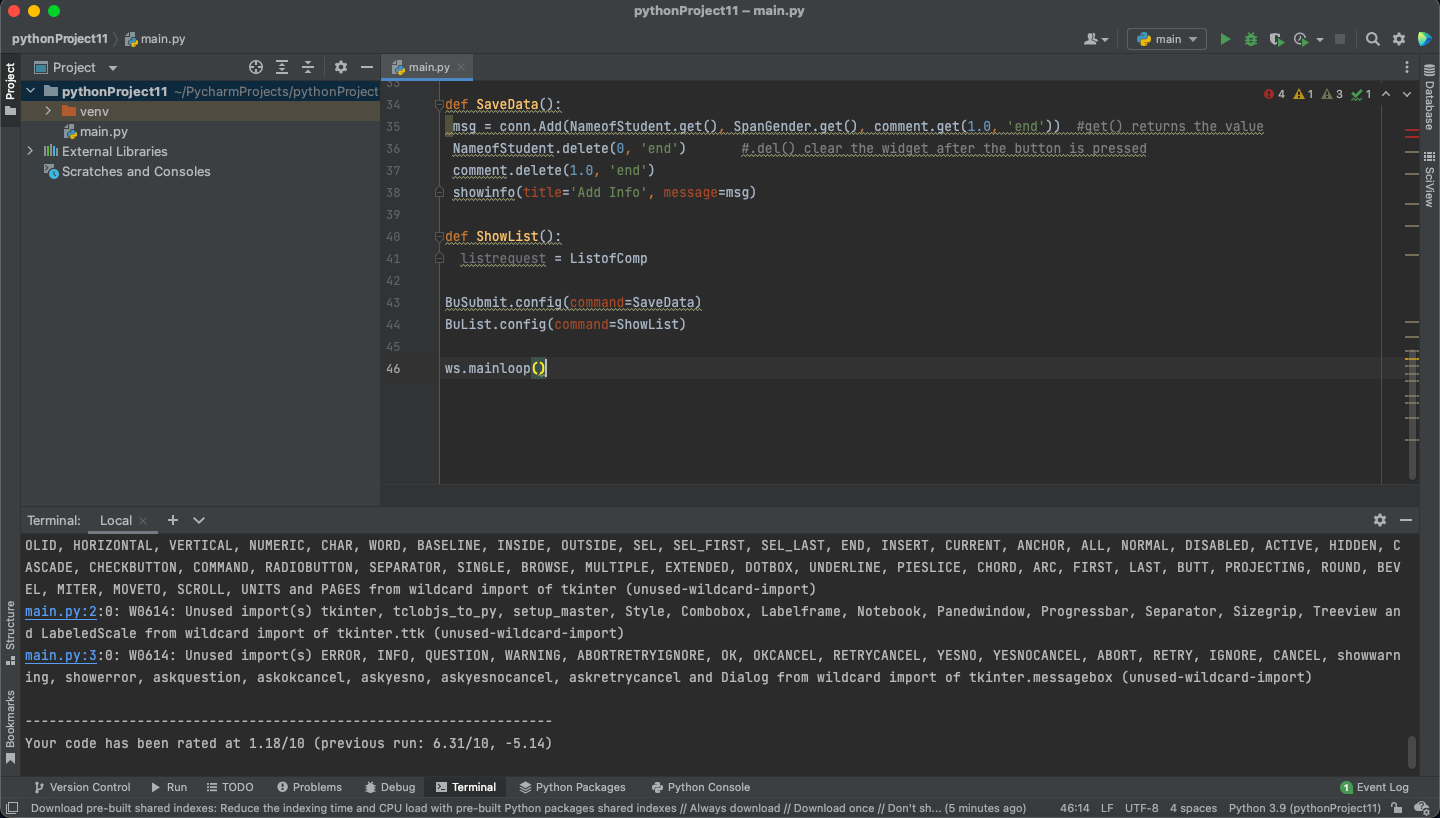 pythonProject11 – main.py
pythonProject11
main.py
main
Project
main.py
pythonProject11 ~/PycharmProjects/pythonProject
venv
main.py
External Libraries
Scratches and Consoles
Project
Structure
Bookmarks
Database
SciView
4 1 3 1
33
34 def SaveData():
35 msg = conn.Add(NameofStudent.get(), SpanGender.get(), comment.get(1.0, 'end')) #get() returns the value
36 NameofStudent.delete(0, 'end') #.del() clear the widget after the button is pressed
37 comment.delete(1.0, 'end')
38 showinfo(title='Add Info', message=msg)
39
40 def ShowList():
41 listrequest = ListofComp
42
43 BuSubmit.config(command=SaveData)
44 BuList.config(command=ShowList)
45
46 ws.mainloop()
Terminal: Local
OLID, HORIZONTAL, VERTICAL, NUMERIC, CHAR, WORD, BASELINE, INSIDE, OUTSIDE, SEL, SEL_FIRST, SEL_LAST, END, INSERT, CURRENT, ANCHOR, ALL, NORMAL, DISABLED, ACTIVE, HIDDEN, C
ASCADE, CHECKBUTTON, COMMAND, RADIOBUTTON, SEPARATOR, SINGLE, BROWSE, MULTIPLE, EXTENDED, DOTBOX, UNDERLINE, PIESLICE, CHORD, ARC, FIRST, LAST, BUTT, PROJECTING, ROUND, BEV
EL, MITER, MOVETO, SCROLL, UNITS and PAGES from wildcard import of tkinter (unused-wildcard-import)
main.py:2:0: W0614: Unused import(s) tkinter, tclobjs_to_py, setup_master, Style, Combobox, Labelframe, Notebook, Panedwindow, Progressbar, Separator, Sizegrip, Treeview an
d LabeledScale from wildcard import of tkinter.ttk (unused-wildcard-import)
main.py:3:0: W0614: Unused import(s) ERROR, INFO, QUESTION, WARNING, ABORTRETRYIGNORE, OK, OKCANCEL, RETRYCANCEL, YESNO, YESNOCANCEL, ABORT, RETRY, IGNORE, CANCEL, showwarn
ing, showerror, askquestion, askokcancel, askyesno, askyesnocancel, askretrycancel and Dialog from wildcard import of tkinter.messagebox (unused-wildcard-import)
------------------------------------------------------------------
Your code has been rated at 1.18/10 (previous run: 6.31/10, -5.14)
Version Control Run TODO Problems Debug Terminal Python Packages Python Console 1 Event Log
Download pre-built shared indexes: Reduce the indexing time and CPU load with pre-built Python packages shared indexes // Always download // Download once // Don't sh... (5 minutes ago) 46:14 LF UTF-8 4 spaces Python 3.9 (pythonProject11)